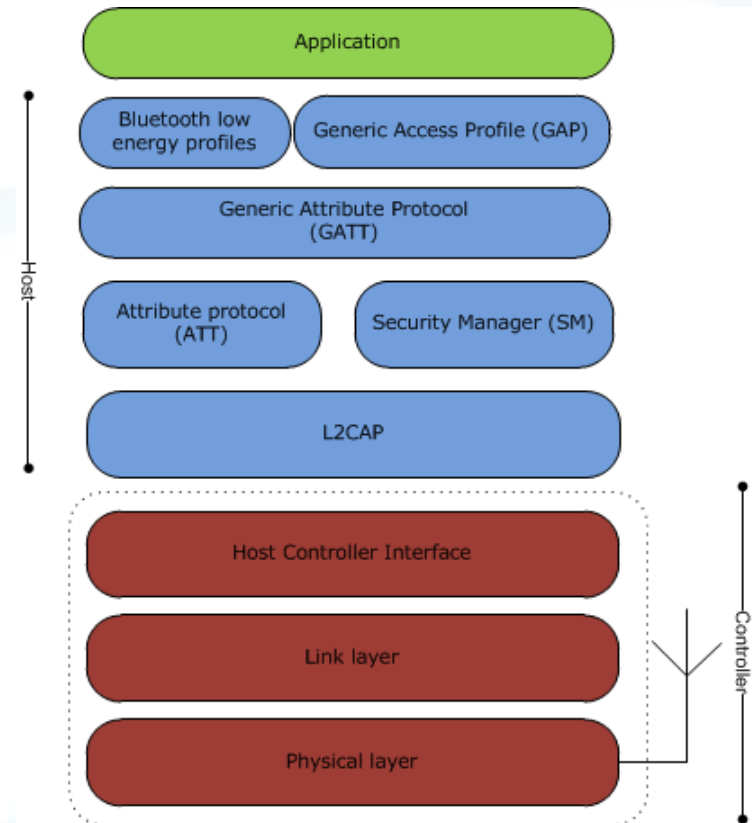 Application
Bluetooth low
energy profiles
Generic Access Profile (GAP)
Generic Attribute Protocol
(GATT)
Host
Attribute protocol
(ATT)
Security Manager (SM)
L2CAP
Host Controller Interface
Link layer
Controller
Physical layer